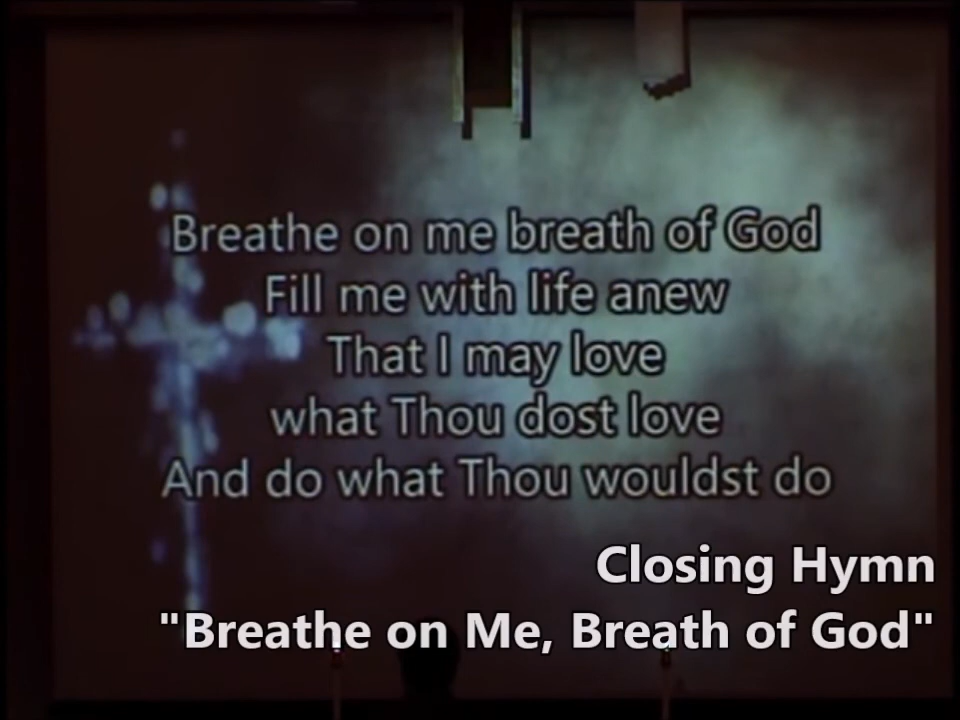 Breathe on me breath of God
Fill me with life anew
That I may love
what Thou dost love
And do what Thou wouldst do
Closing Hymn
"Breathe on Me, Breath of God"